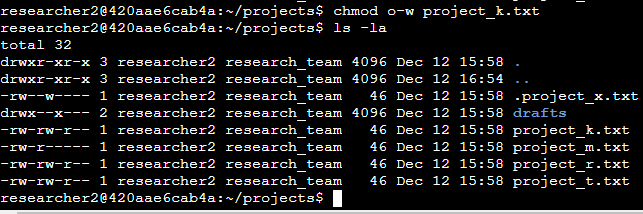 researcher2@420aae6cab4a:~/projects$ chmod o-w project_k.txt
researcher2@420aae6cab4a:~/projects$ ls -la
total 32
drwxr-xr-x 3 researcher2 research_team 4096 Dec 12 15:58 .
drwxr-xr-x 3 researcher2 research_team 4096 Dec 12 16:54 ..
-rw--w---- 1 researcher2 research_team   46 Dec 12 15:58 .project_x.txt
drwx--x--- 2 researcher2 research_team 4096 Dec 12 15:58 drafts
-rw-rw-r-- 1 researcher2 research_team   46 Dec 12 15:58 project_k.txt
-rw-r----- 1 researcher2 research_team   46 Dec 12 15:58 project_m.txt
-rw-rw-r-- 1 researcher2 research_team   46 Dec 12 15:58 project_r.txt
-rw-rw-r-- 1 researcher2 research_team   46 Dec 12 15:58 project_t.txt
researcher2@420aae6cab4a:~/projects$